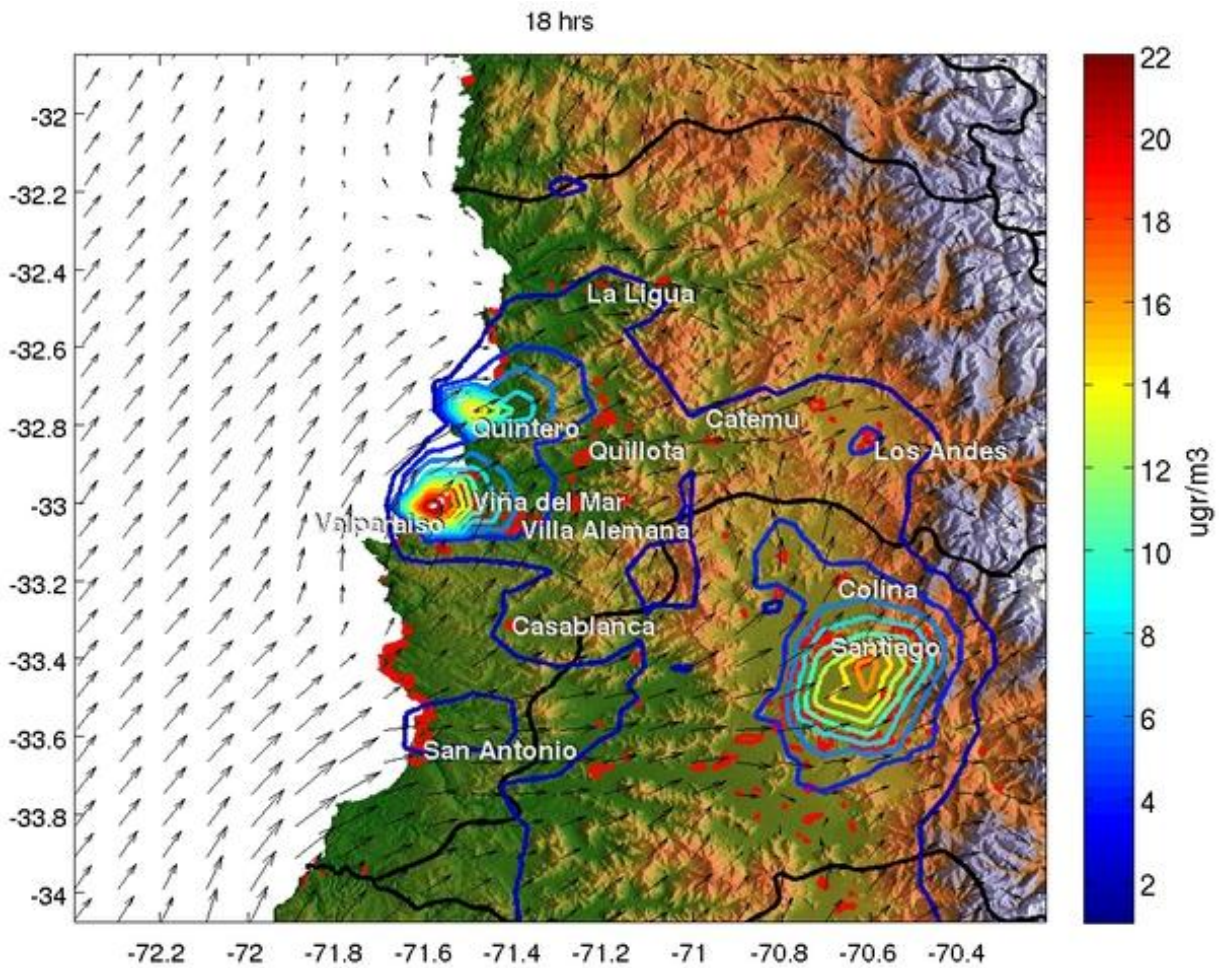 18 hrs
-32
-32.2
-32.4
-32.6
-32.8
-33
-33.2
-33.4
-33.6
-33.8
-34
-72.2
-72
-71.8
-71.6
-71.4
-71.2
-71
-70.8
-70.6
-70.4
La Ligua
Catemu
Quintero
Quillota
Los Andes
Viña del Mar
Valparaiso
Villa Alemana
Colina
Casablanca
Santiago
San Antonio
22
20
18
16
14
12
10
8
6
4
2
ugr/m3